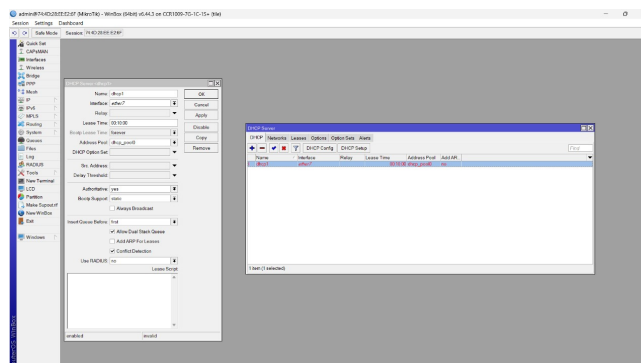 admin@74:4D:28:EE:E2:6F (MikroTik) - WinBox (64bit) v6.44.3 on CCR1009-7G-1C-1S+ (tile)
Session Settings Dashboard
Safe Mode Session: 74:4D:28:EE:E2:6F
Quick Set
CAPsMAN
Interfaces
Wireless
Bridge
PPP
Mesh
IP
IPv6
MPLS
Routing
System
Queues
Files
Log
RADIUS
Tools
New Terminal
LCD
Partition
Make Supout.rif
New WinBox
Exit
Windows
RouterOS WinBox
Name: dhcp1
Interface: ether7
Relay:
Lease Time: 00:10:00
Bootp Lease Time: forever
Address Pool: dhcp_pool0
DHCP Option Set:
Src. Address:
Delay Threshold:
Authoritative: yes
Bootp Support: static
Always Broadcast
Insert Queue Before: first
Allow Dual Stack Queue
Add ARP For Leases
Conflict Detection
Use RADIUS: no
Lease Script:
enabled invalid
OK
Cancel
Apply
Disable
Copy
Remove
DHCP Server
DHCP Networks Leases Options Option Sets Alerts
DHCP Config DHCP Setup Find
Name Interface Relay Lease Time Address Pool Add AR...
dhcp1 ether7 00:10:00 dhcp_pool0 no
1 item (1 selected)